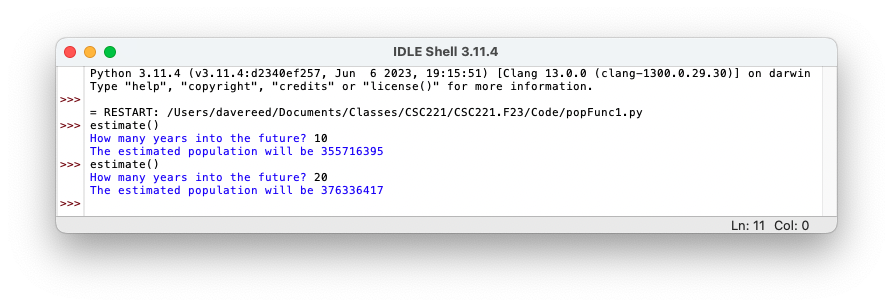 IDLE Shell 3.11.4
Python 3.11.4 (v3.11.4:d2340ef257, Jun  6 2023, 19:15:51) [Clang 13.0.0 (clang-1300.0.29.30)] on darwin
Type "help", "copyright", "credits" or "license()" for more information.
>>>
= RESTART: /Users/davereed/Documents/Classes/CSC221/CSC221.F23/Code/popFunc1.py
>>> estimate()
How many years into the future? 10
The estimated population will be 355716395
>>> estimate()
How many years into the future? 20
The estimated population will be 376336417
>>>
Ln: 11 Col: 0